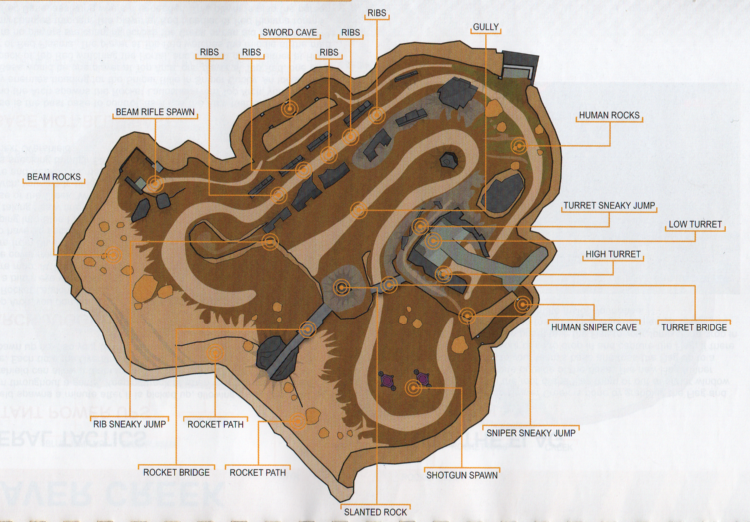 RIBS
SWORD CAVE
RIBS
GULLY
RIBS
RIBS
RIBS
BEAM RIFLE SPAWN
HUMAN ROCKS
BEAM ROCKS
TURRET SNEAKY JUMP
LOW TURRET
HIGH TURRET
HUMAN SNIPER CAVE
TURRET BRIDGE
RIB SNEAKY JUMP
ROCKET PATH
SNIPER SNEAKY JUMP
ROCKET BRIDGE
ROCKET PATH
SHOTGUN SPAWN
SLANTED ROCK